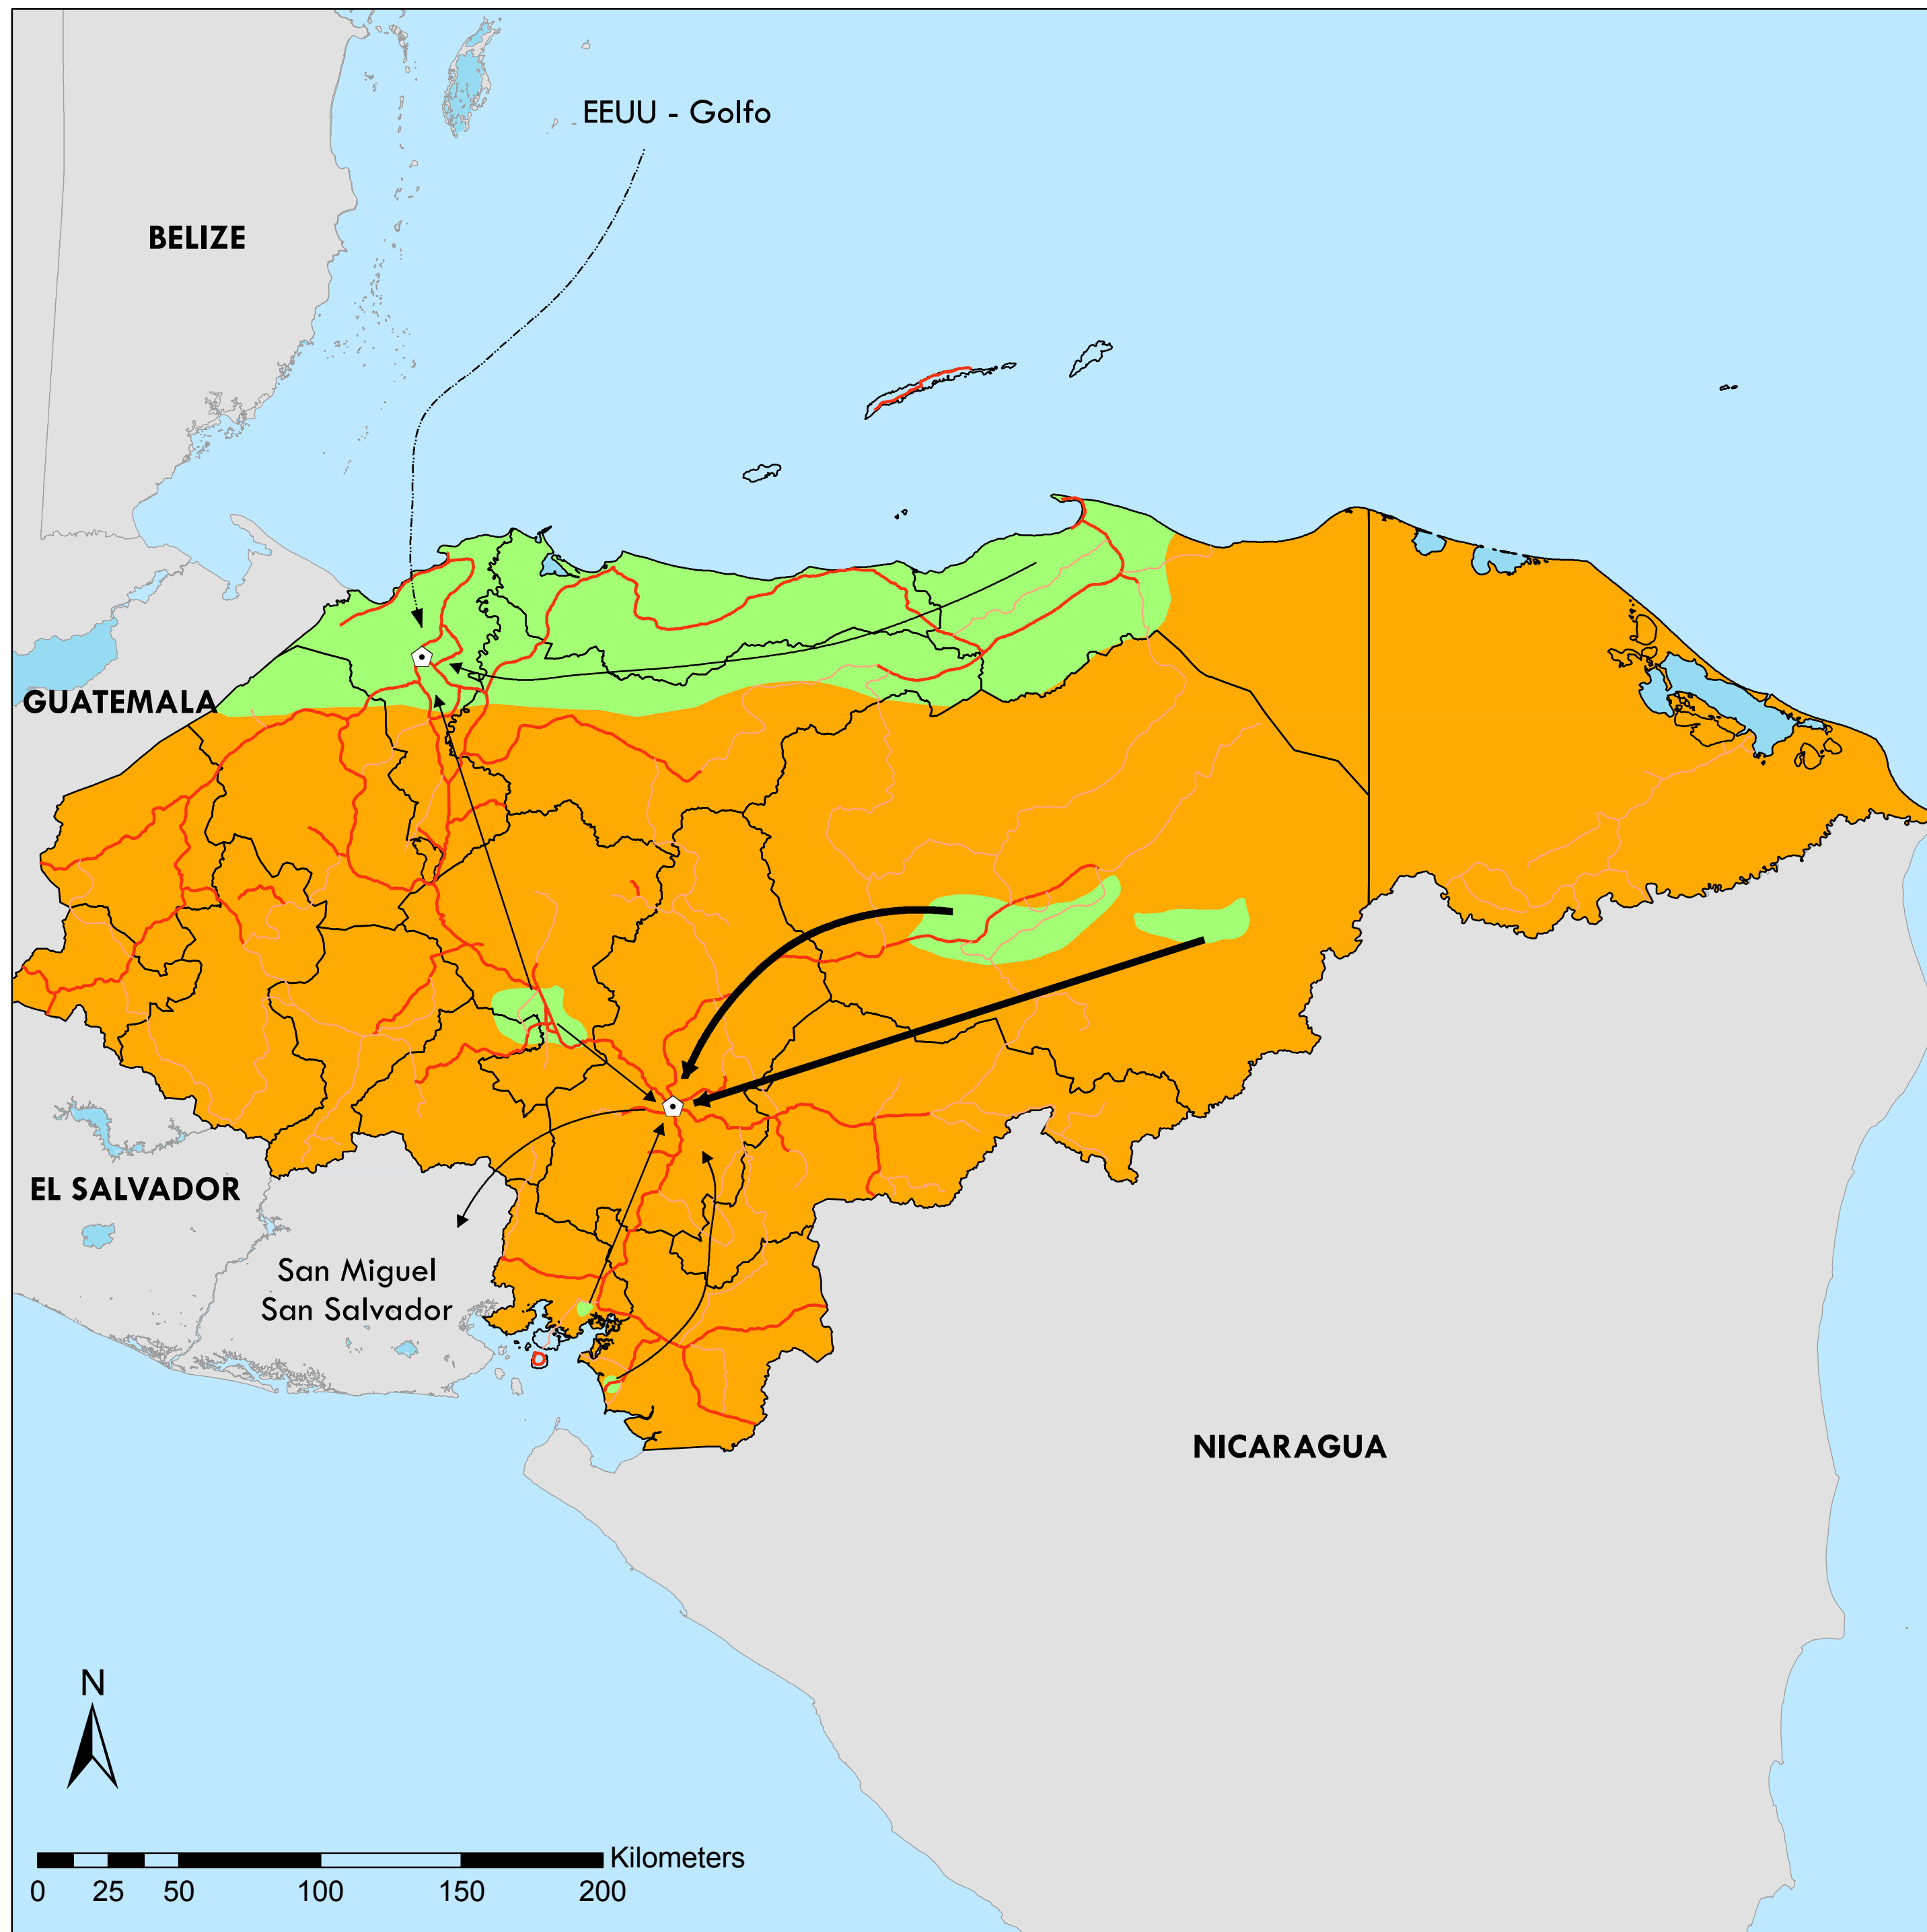 EEUU - Golfo
BELIZE
GUATEMALA
EL SALVADOR
San Miguel
San Salvador
NICARAGUA
N
Kilometers
0 25 50 100 150 200